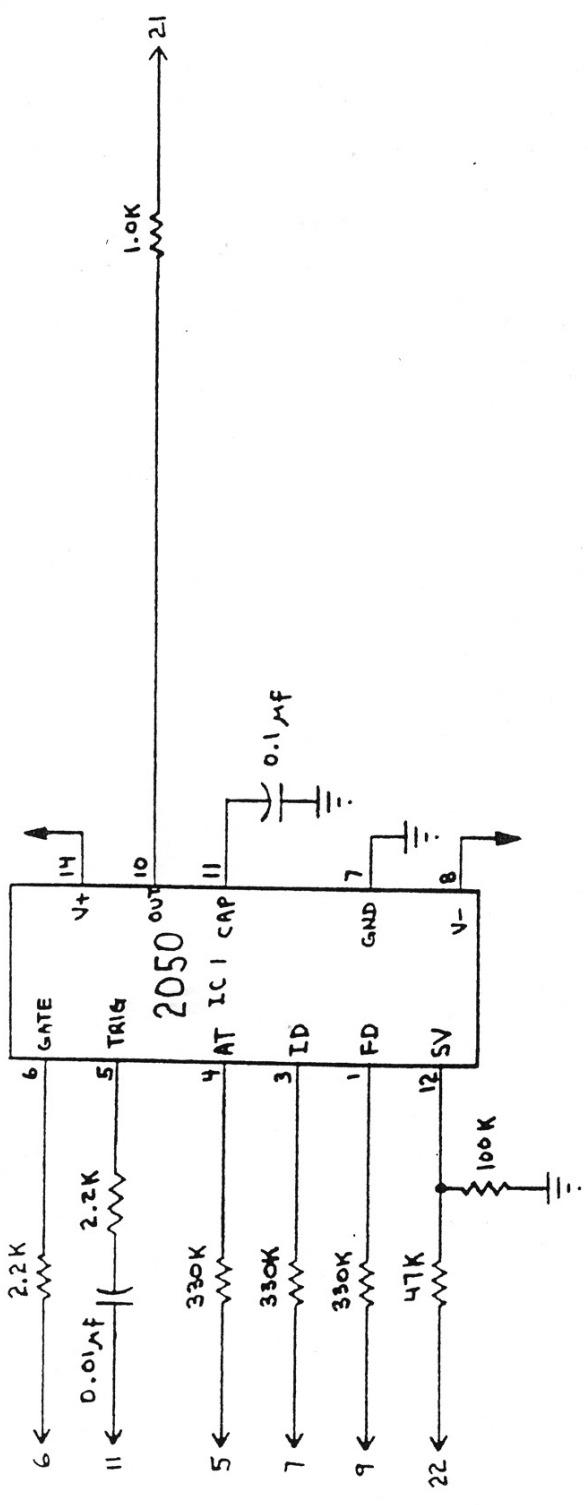 6
2.2K
6
GATE
14
V+
11
0.01µf
2.2K
5
TRIG
10
OUT
1.0K
21
2050
IC 1
5
330K
4
AT
11
CAP
0.1µf
7
330K
3
ID
9
330K
1
FD
7
GND
22
47K
12
SV
8
V-
100K